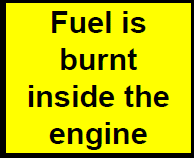 Fuel is
burnt
inside the
engine